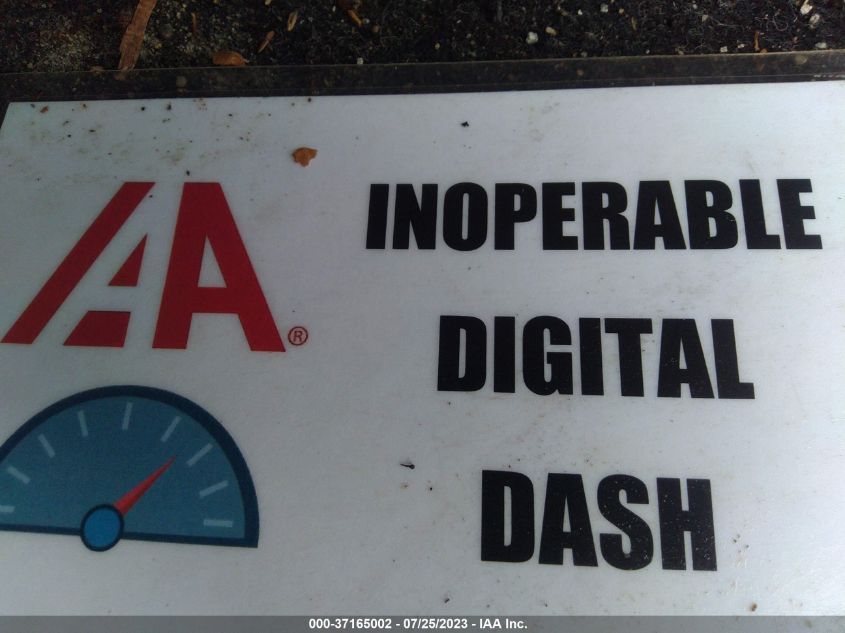 IAA®
INOPERABLE
DIGITAL
DASH
000-37165002 - 07/25/2023 - IAA Inc.